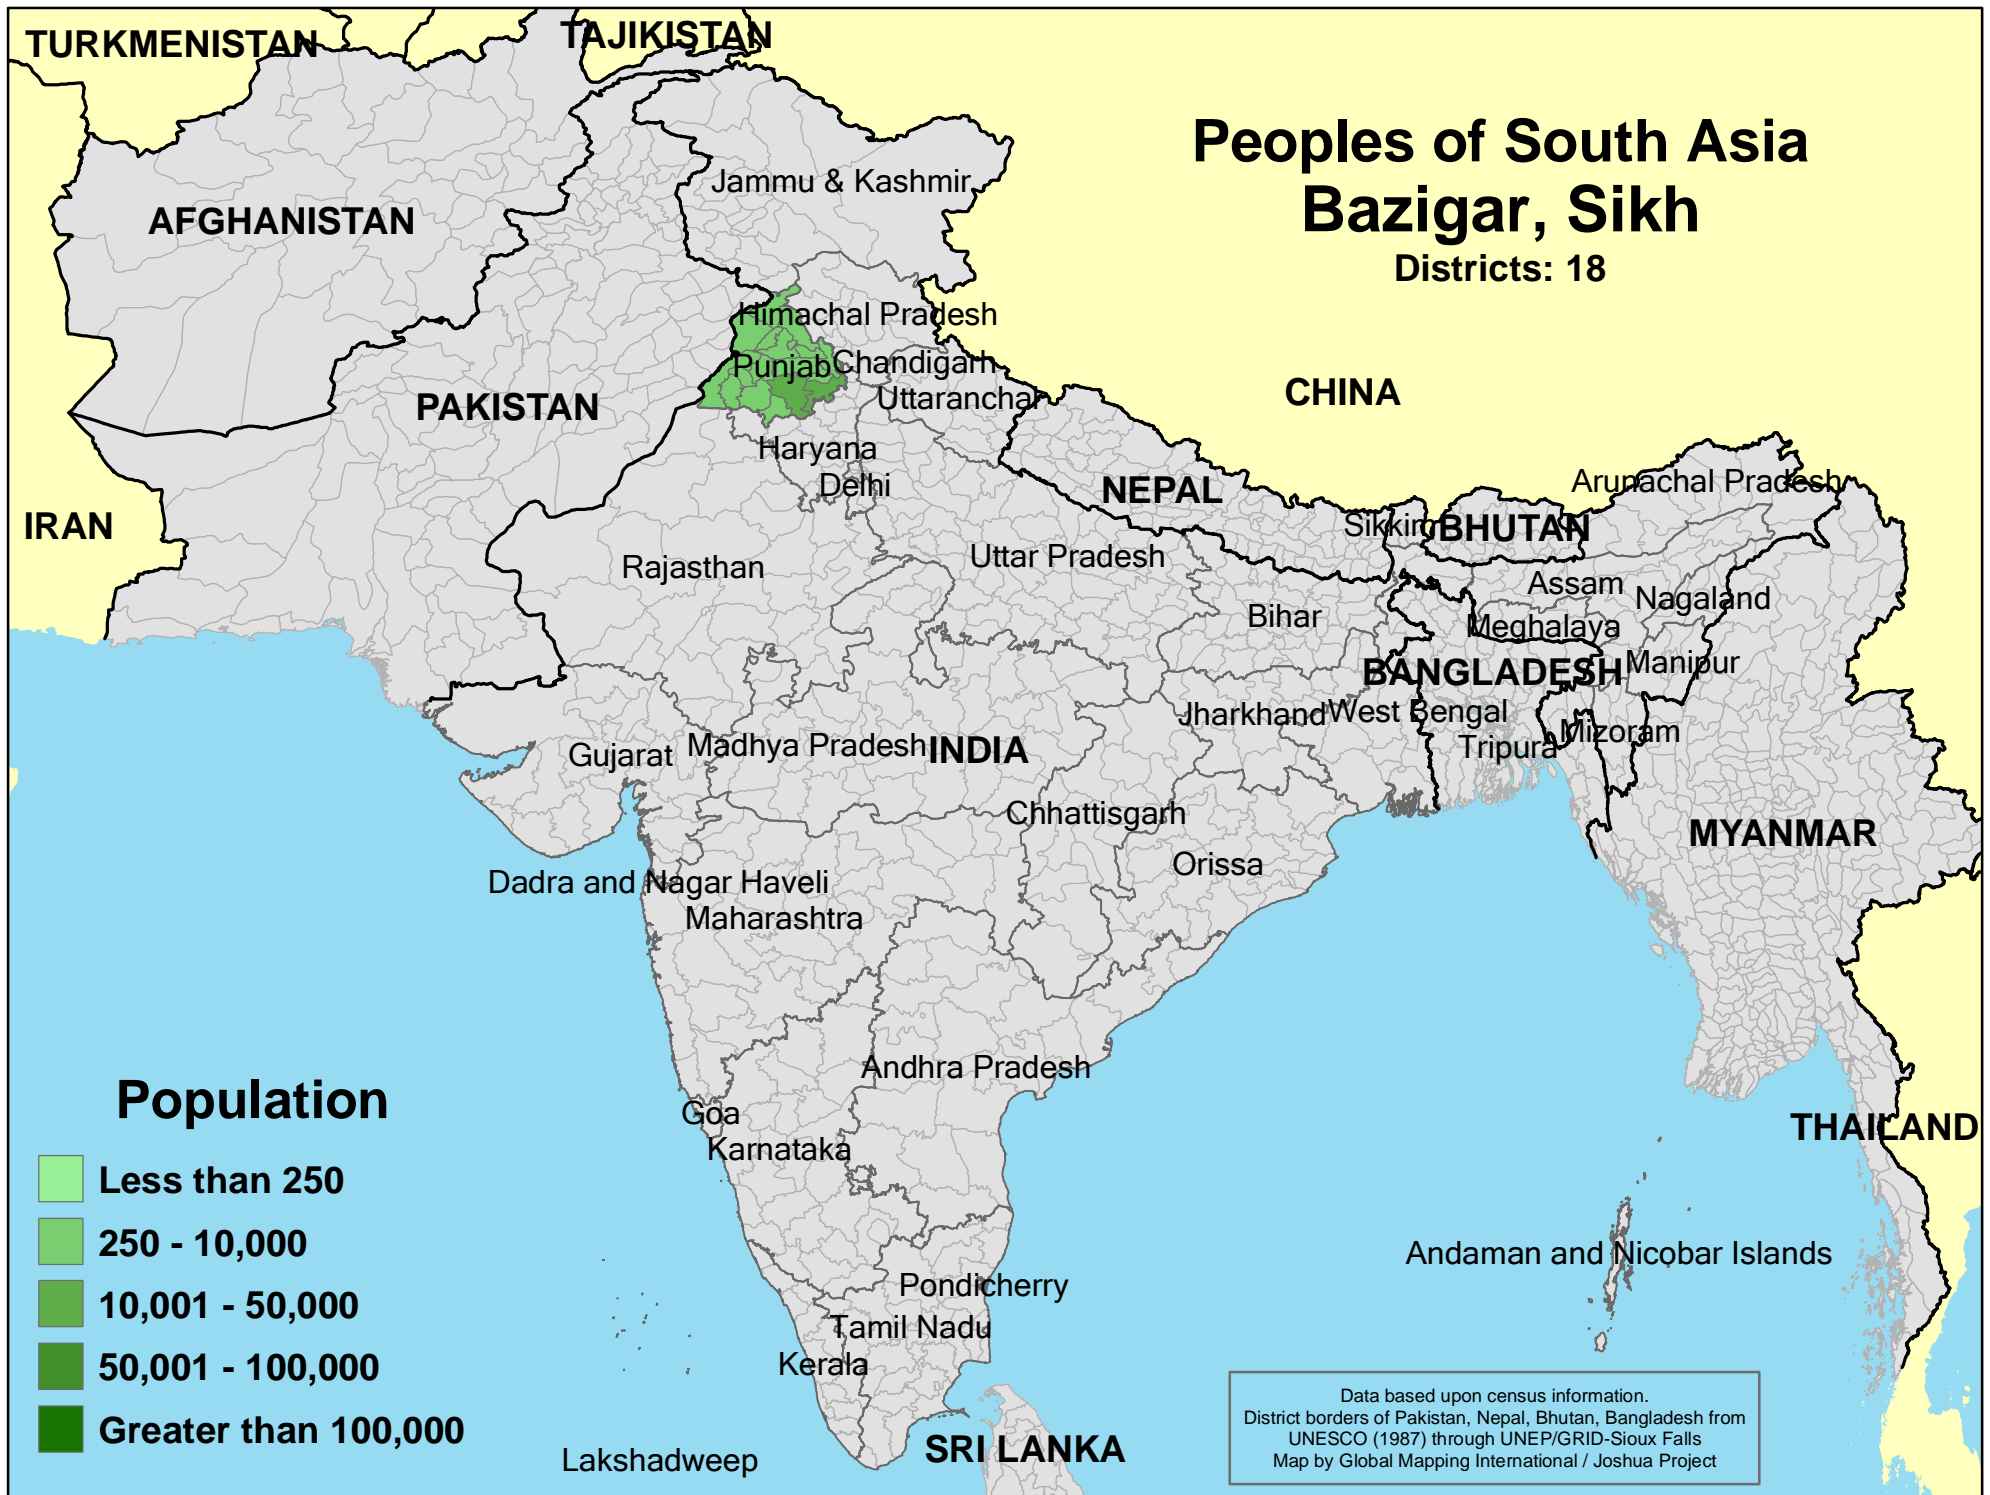 TURKMENISTAN
TAJIKISTAN
Peoples of South Asia
Bazigar, Sikh
Districts: 18
Jammu & Kashmir
AFGHANISTAN
Himachal Pradesh
Punjab
Chandigarh
Uttaranchal
CHINA
PAKISTAN
Haryana
Delhi
NEPAL
Arunachal Pradesh
IRAN
Sikkim
BHUTAN
Rajasthan
Uttar Pradesh
Assam
Nagaland
Bihar
Meghalaya
BANGLADESH
Manipur
Jharkhand
West Bengal
Gujarat
Madhya Pradesh
INDIA
Tripura
Mizoram
Chhattisgarh
MYANMAR
Orissa
Dadra and Nagar Haveli
Maharashtra
Andhra Pradesh
Population
Goa
Karnataka
THAILAND
Less than 250
250 - 10,000
10,001 - 50,000
50,001 - 100,000
Greater than 100,000
Andaman and Nicobar Islands
Pondicherry
Tamil Nadu
Kerala
Lakshadweep
SRI LANKA
Data based upon census information.
District borders of Pakistan, Nepal, Bhutan, Bangladesh from
UNESCO (1987) through UNEP/GRID-Sioux Falls
Map by Global Mapping International / Joshua Project